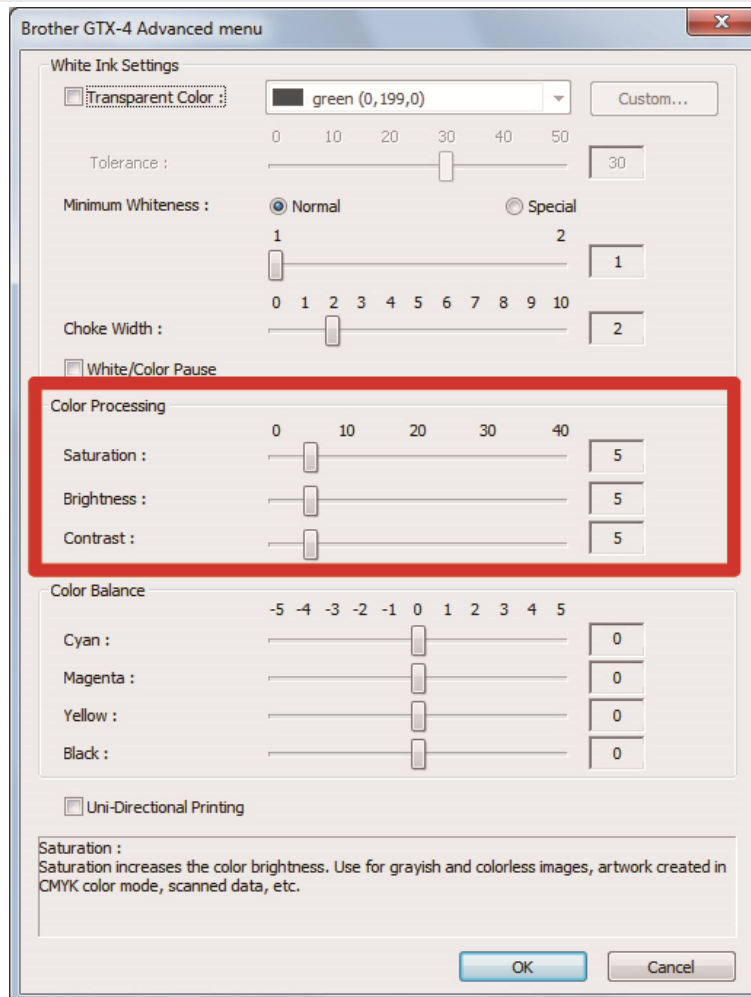 Brother GTX-4 Advanced menu
White Ink Settings
Transparent Color :
green (0,199,0)
Custom...
0 10 20 30 40 50
Tolerance :
30
Minimum Whiteness :
Normal
Special
1 2
1
0 1 2 3 4 5 6 7 8 9 10
Choke Width :
2
White/Color Pause
Color Processing
0 10 20 30 40
Saturation :
5
Brightness :
5
Contrast :
5
Color Balance
-5 -4 -3 -2 -1 0 1 2 3 4 5
Cyan :
0
Magenta :
0
Yellow :
0
Black :
0
Uni-Directional Printing
Saturation :
Saturation increases the color brightness. Use for grayish and colorless images, artwork created in
CMYK color mode, scanned data, etc.
OK
Cancel